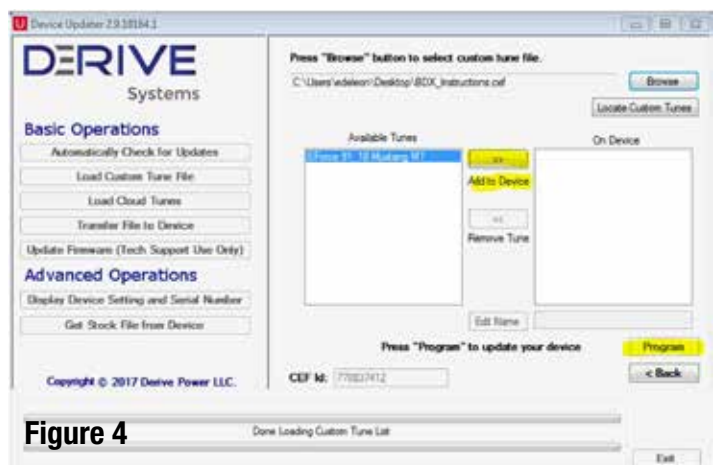 Device Updater 2.9.18184.1
DERIVE
Systems
Basic Operations
Automatically Check for Updates
Load Custom Tune File
Load Cloud Tunes
Transfer File to Device
Update Firmware (Tech Support Use Only)
Advanced Operations
Display Device Setting and Serial Number
Get Stock File from Device
Copyright © 2017 Derive Power LLC.
Press "Browse" button to select custom tune file.
C:\Users\edeleon\Desktop\BDX_Instructions.cef
Browse
Locate Custom Tunes
Available Tunes
On Device
>>
Add to Device
<<
Remove Tune
Edit Name
Press "Program" to update your device
Program
CEF Id:
< Back
Done Loading Custom Tune List
Exit
Figure 4